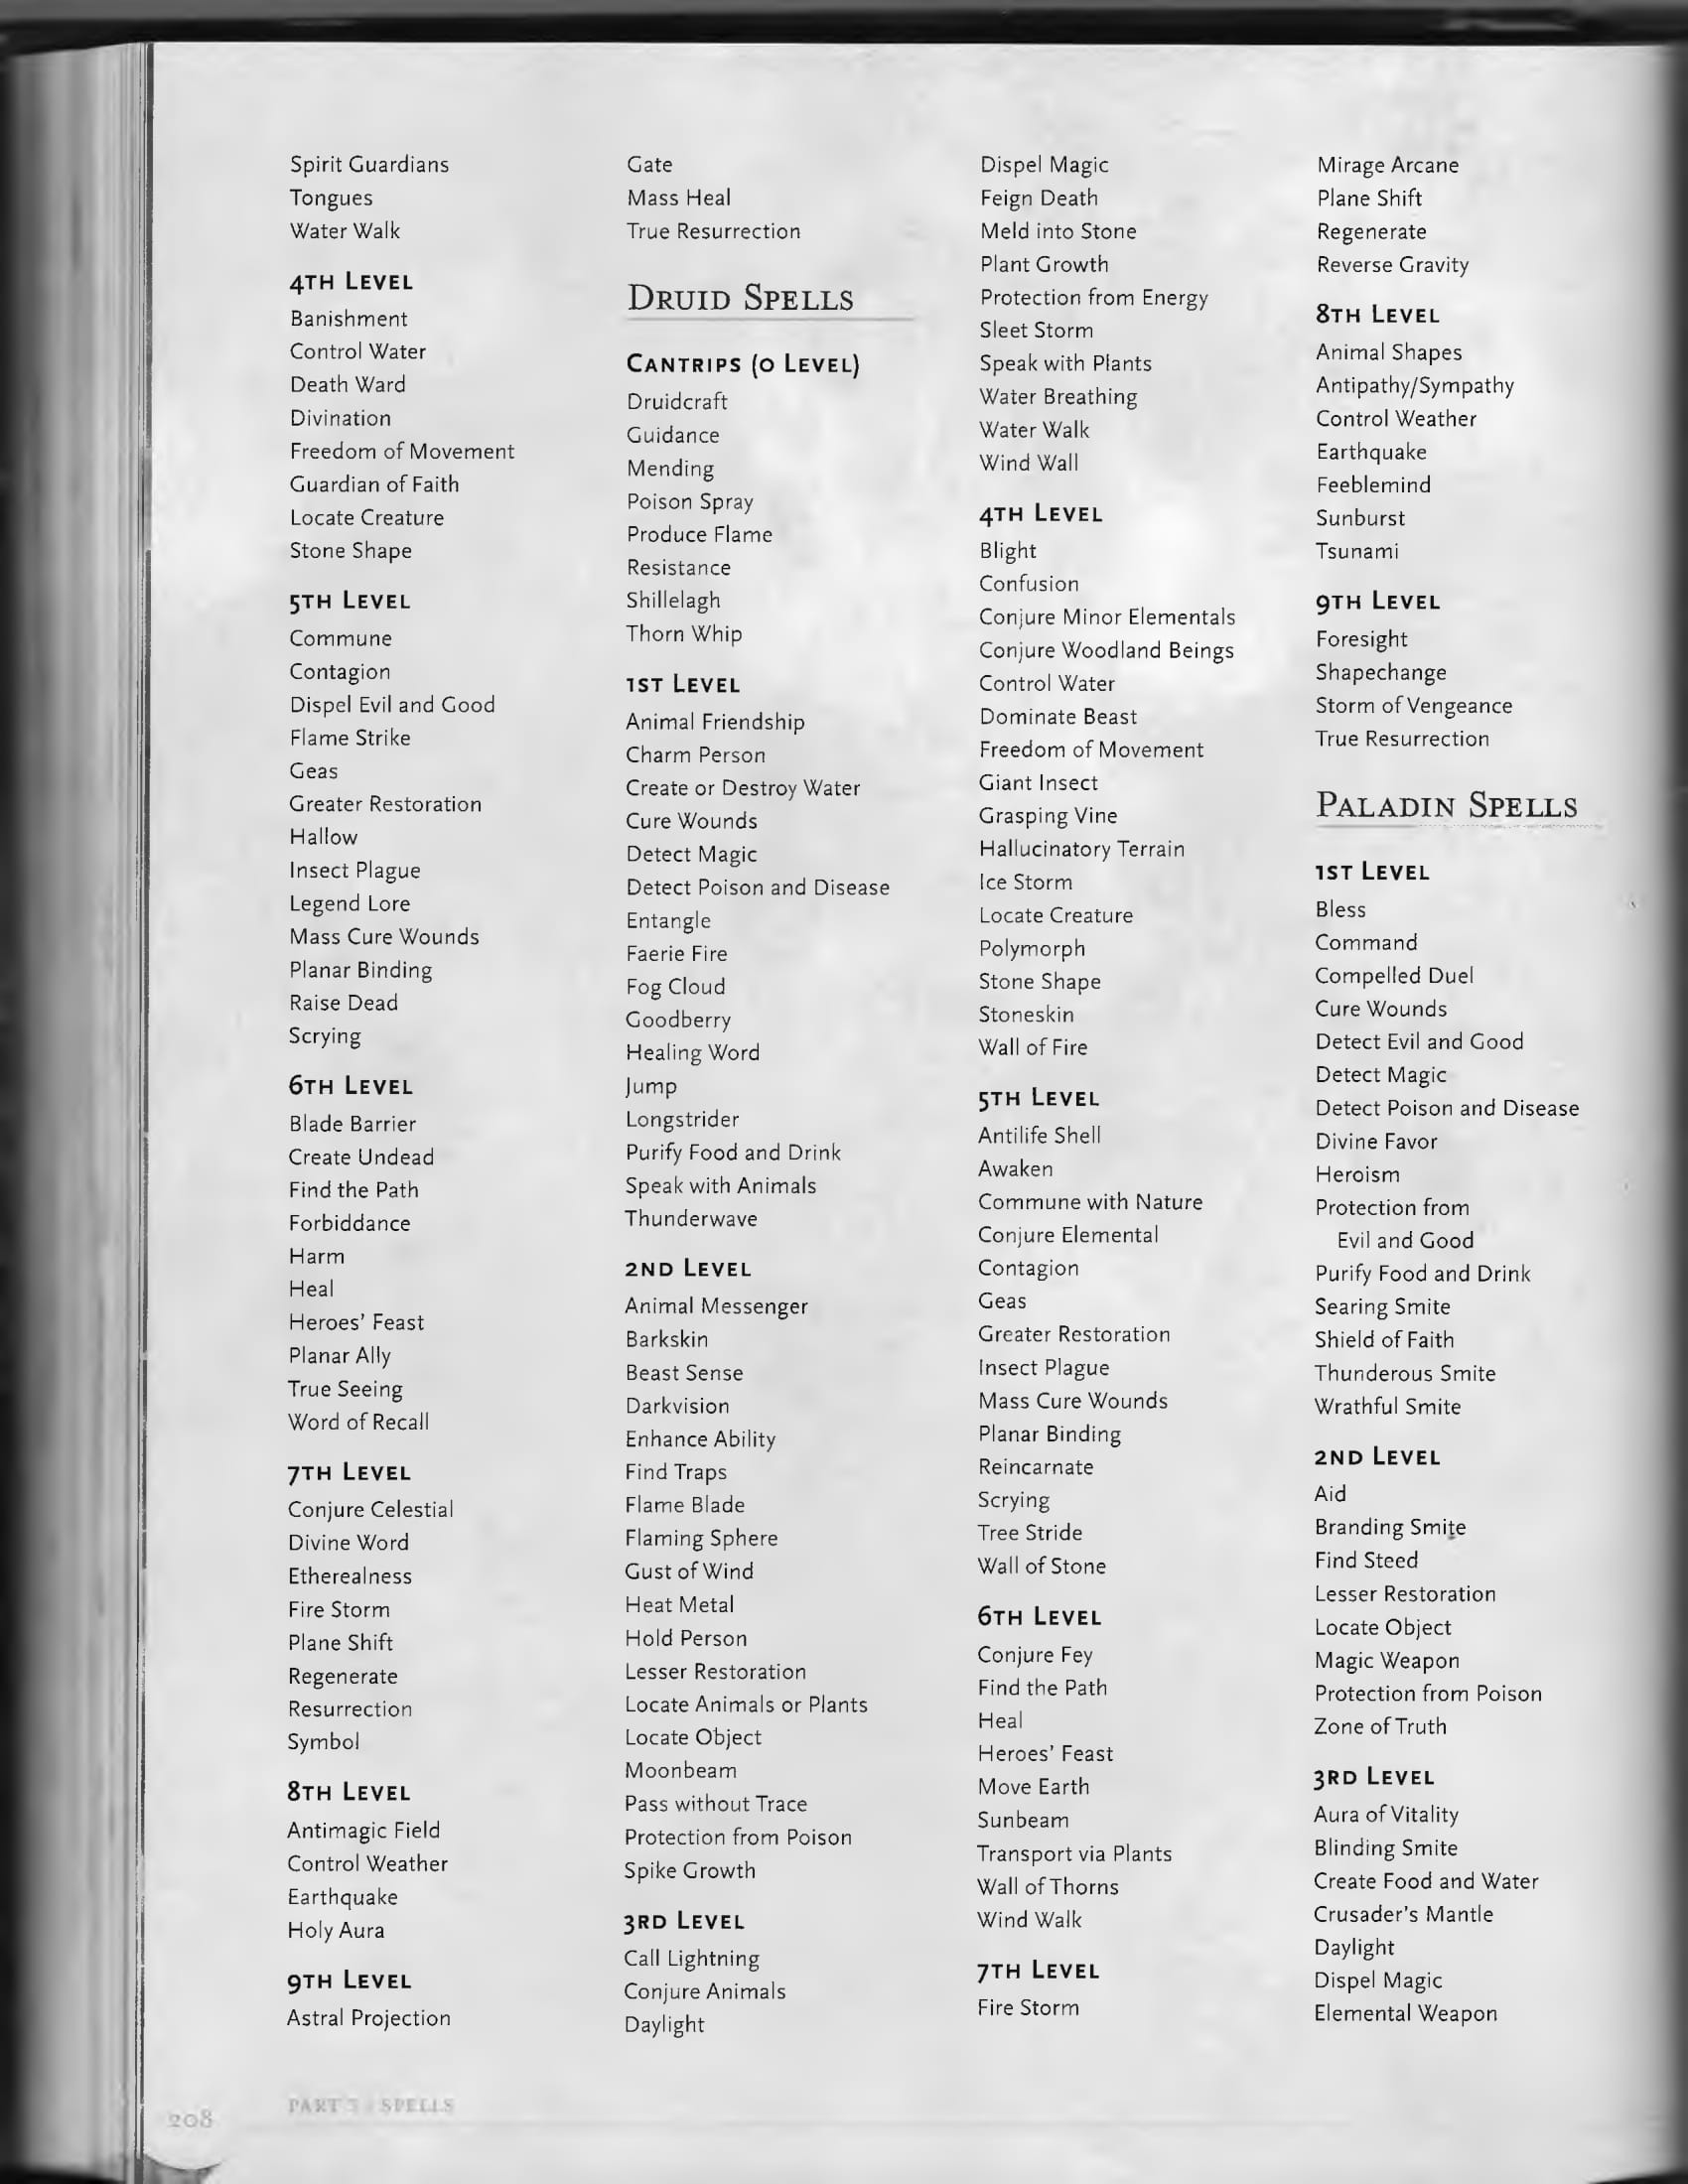 Spirit Guardians
Tongues
Water Walk
4TH LEVEL
Banishment
Control Water
Death Ward
Divination
Freedom of Movement
Guardian of Faith
Locate Creature
Stone Shape
5TH LEVEL
Commune
Contagion
Dispel Evil and Good
Flame Strike
Geas
Greater Restoration
Hallow
Insect Plague
Legend Lore
Mass Cure Wounds
Planar Binding
Raise Dead
Scrying
6TH LEVEL
Blade Barrier
Create Undead
Find the Path
Forbiddance
Harm
Heal
Heroes' Feast
Planar Ally
True Seeing
Word of Recall
7TH LEVEL
Conjure Celestial
Divine Word
Etherealness
Fire Storm
Plane Shift
Regenerate
Resurrection
Symbol
8TH LEVEL
Antimagic Field
Control Weather
Earthquake
Holy Aura
9TH LEVEL
Astral Projection
Gate
Mass Heal
True Resurrection
DRUID SPELLS
CANTRIPS (0 LEVEL)
Druidcraft
Guidance
Mending
Poison Spray
Produce Flame
Resistance
Shillelagh
Thorn Whip
1ST LEVEL
Animal Friendship
Charm Person
Create or Destroy Water
Cure Wounds
Detect Magic
Detect Poison and Disease
Entangle
Faerie Fire
Fog Cloud
Goodberry
Healing Word
Jump
Longstrider
Purify Food and Drink
Speak with Animals
Thunderwave
2ND LEVEL
Animal Messenger
Barkskin
Beast Sense
Darkvision
Enhance Ability
Find Traps
Flame Blade
Flaming Sphere
Gust of Wind
Heat Metal
Hold Person
Lesser Restoration
Locate Animals or Plants
Locate Object
Moonbeam
Pass without Trace
Protection from Poison
Spike Growth
3RD LEVEL
Call Lightning
Conjure Animals
Daylight
Dispel Magic
Feign Death
Meld into Stone
Plant Growth
Protection from Energy
Sleet Storm
Speak with Plants
Water Breathing
Water Walk
Wind Wall
4TH LEVEL
Blight
Confusion
Conjure Minor Elementals
Conjure Woodland Beings
Control Water
Dominate Beast
Freedom of Movement
Giant Insect
Grasping Vine
Hallucinatory Terrain
Ice Storm
Locate Creature
Polymorph
Stone Shape
Stoneskin
Wall of Fire
5TH LEVEL
Antilife Shell
Awaken
Commune with Nature
Conjure Elemental
Contagion
Geas
Greater Restoration
Insect Plague
Mass Cure Wounds
Planar Binding
Reincarnate
Scrying
Tree Stride
Wall of Stone
6TH LEVEL
Conjure Fey
Find the Path
Heal
Heroes' Feast
Move Earth
Sunbeam
Transport via Plants
Wall of Thorns
Wind Walk
7TH LEVEL
Fire Storm
Mirage Arcane
Plane Shift
Regenerate
Reverse Gravity
8TH LEVEL
Animal Shapes
Antipathy/Sympathy
Control Weather
Earthquake
Feeblemind
Sunburst
Tsunami
9TH LEVEL
Foresight
Shapechange
Storm of Vengeance
True Resurrection
PALADIN SPELLS
1ST LEVEL
Bless
Command
Compelled Duel
Cure Wounds
Detect Evil and Good
Detect Magic
Detect Poison and Disease
Divine Favor
Heroism
Protection from
Evil and Good
Purify Food and Drink
Searing Smite
Shield of Faith
Thunderous Smite
Wrathful Smite
2ND LEVEL
Aid
Branding Smite
Find Steed
Lesser Restoration
Locate Object
Magic Weapon
Protection from Poison
Zone of Truth
3RD LEVEL
Aura of Vitality
Blinding Smite
Create Food and Water
Crusader's Mantle
Daylight
Dispel Magic
Elemental Weapon
208
PART 3 | SPELLS